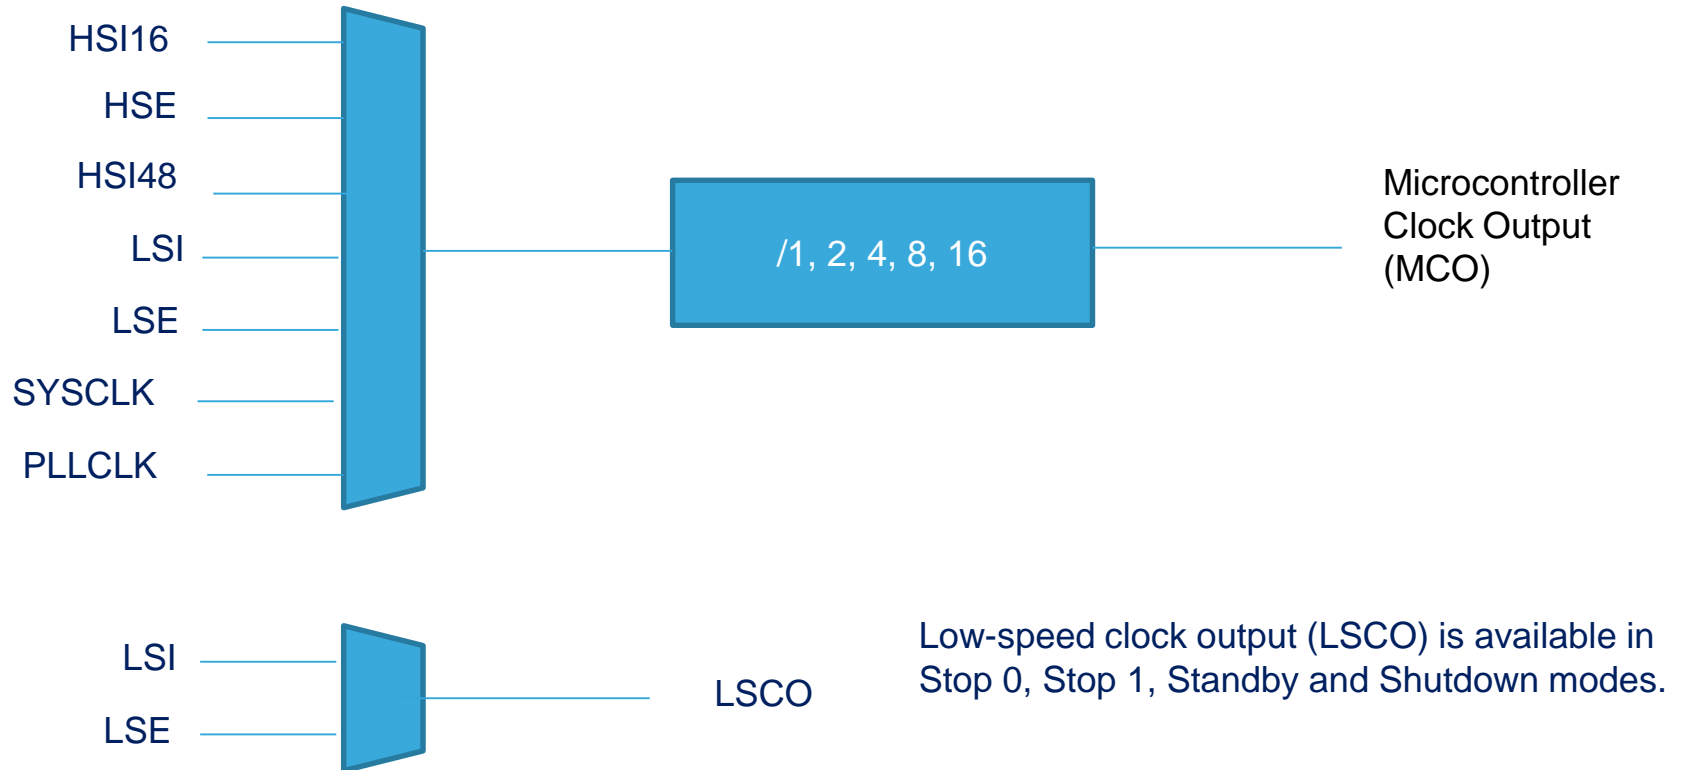 HSI16
HSE
HSI48
LSI
LSE
SYSCLK
PLLCLK
/1, 2, 4, 8, 16
Microcontroller
Clock Output
(MCO)
LSI
LSE
LSCO
Low-speed clock output (LSCO) is available in
Stop 0, Stop 1, Standby and Shutdown modes.